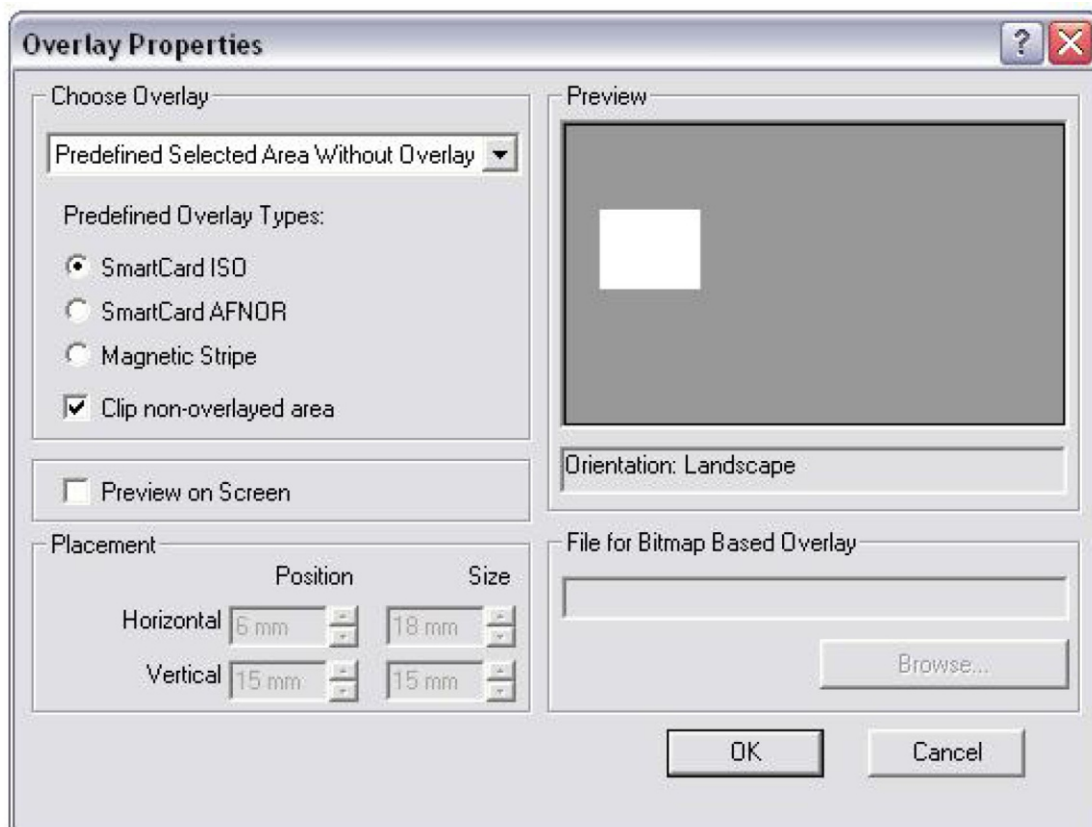 Overlay Properties
Choose Overlay
Predefined Selected Area Without Overlay
Predefined Overlay Types:
SmartCard ISO
SmartCard AFNOR
Magnetic Stripe
Clip non-overlayed area
Preview on Screen
Placement
Position Size
Horizontal 6 mm 18 mm
Vertical 15 mm 15 mm
Preview
Orientation: Landscape
File for Bitmap Based Overlay
Browse...
OK Cancel